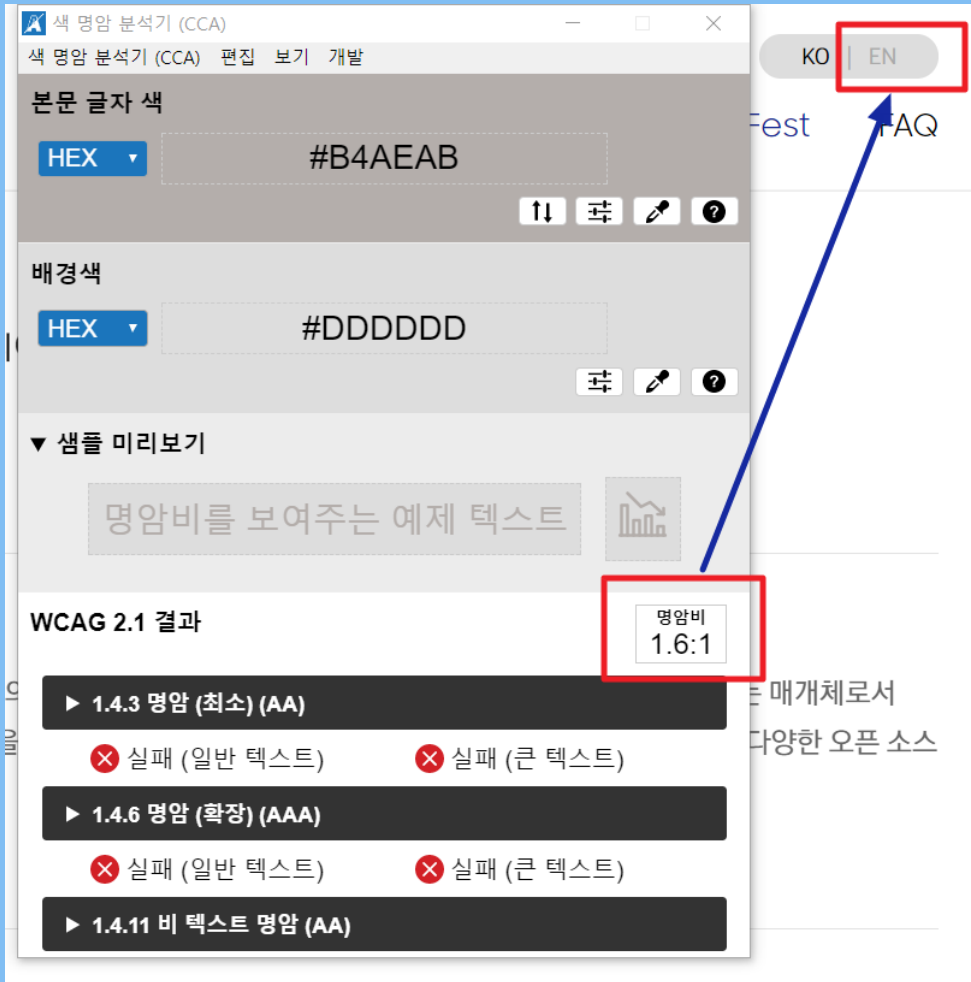 색 명암 분석기 (CCA)
색 명암 분석기 (CCA) 편집 보기 개발
본문 글자 색
HEX
#B4AEAB
배경색
HEX
#DDDDDD
▼ 샘플 미리보기
명암비를 보여주는 예제 텍스트
WCAG 2.1 결과
명암비
1.6:1
▶ 1.4.3 명암 (최소) (AA)
실패 (일반 텍스트) 실패 (큰 텍스트)
▶ 1.4.6 명암 (확장) (AAA)
실패 (일반 텍스트) 실패 (큰 텍스트)
▶ 1.4.11 비 텍스트 명암 (AA)
KO | EN
Fest FAQ
매개체로서
다양한 오픈 소스